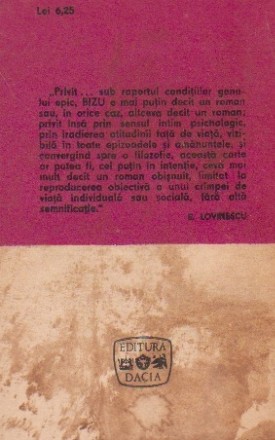 Lei 6,25
„Privit... sub raportul condițiilor genu-
lui epic, BIZU e mai puțin decît un roman
sau, în orice caz, altceva decît un roman;
privit însă prin sensul intim psichologic,
prin iradierea atitudinii față de viață, vizi-
bilă în toate episoadele și amănuntele, și
convergind spre o filozofie, această carte
ar putea fi, cel puțin în intenție, ceva mai
mult decît un roman obișnuit, limitat la
reproducerea obiectivă a unui crîmpei de
viață individuală sau socială, fără altă
semnificație."
E. LOVINESCU
EDITURA
DACIA